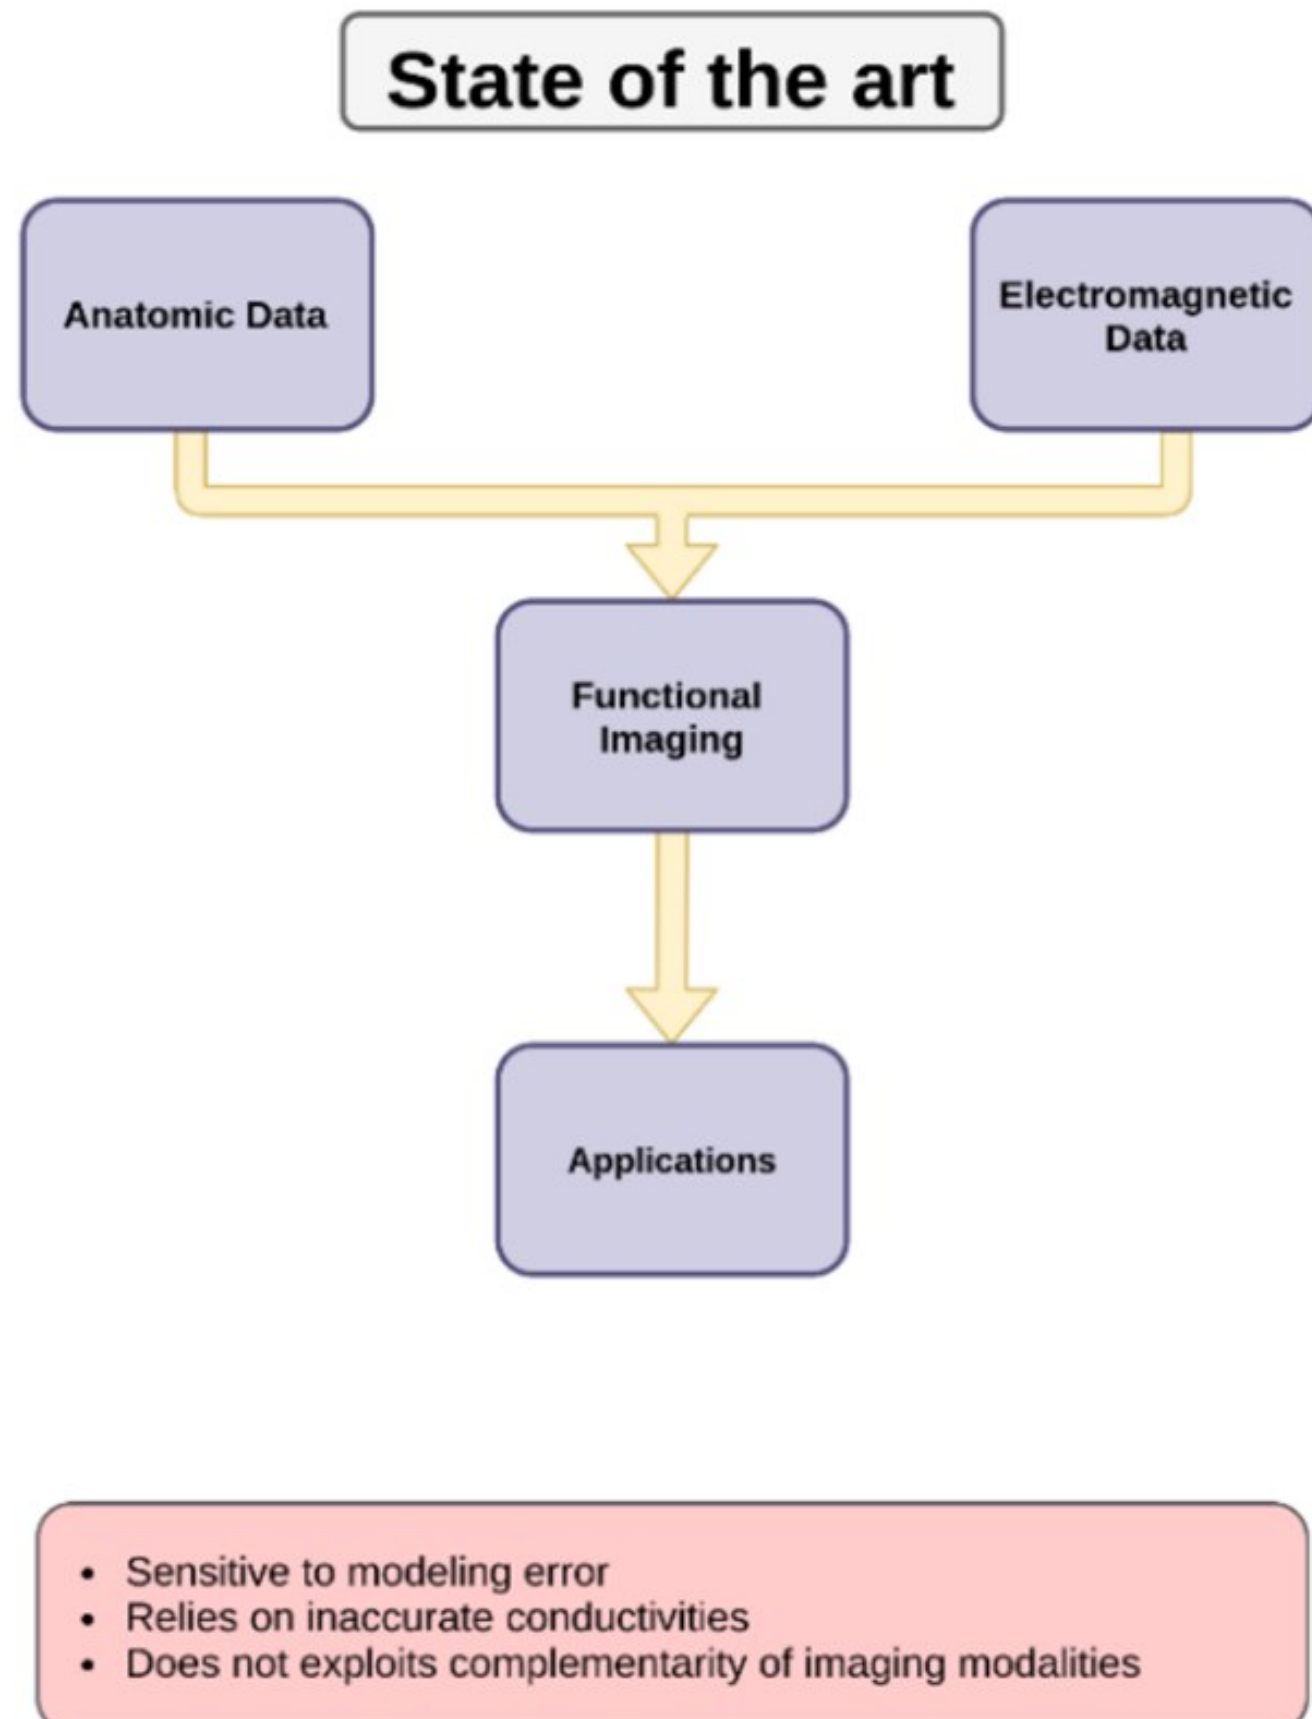 State of the art
Anatomic Data
Electromagnetic
Data
Functional
Imaging
Applications
• Sensitive to modeling error
• Relies on inaccurate conductivities
• Does not exploits complementarity of imaging modalities